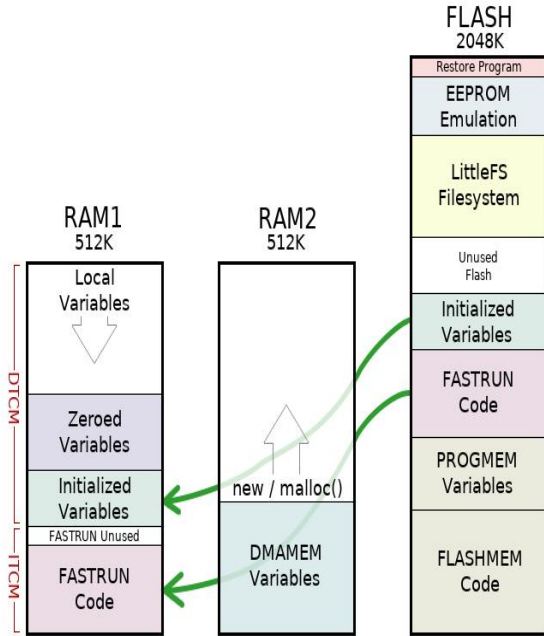 FLASH
2048K
Restore Program
EEPROM
Emulation
LittleFS
Filesystem
Unused
Flash
Initialized
Variables
FASTRUN
Code
PROGMEM
Variables
FLASHMEM
Code
RAM1
512K
Local
Variables
Zeroed
Variables
Initialized
Variables
FASTRUN Unused
FASTRUN
Code
DTCM
ITCM
RAM2
512K
new / malloc()
DMAMEM
Variables